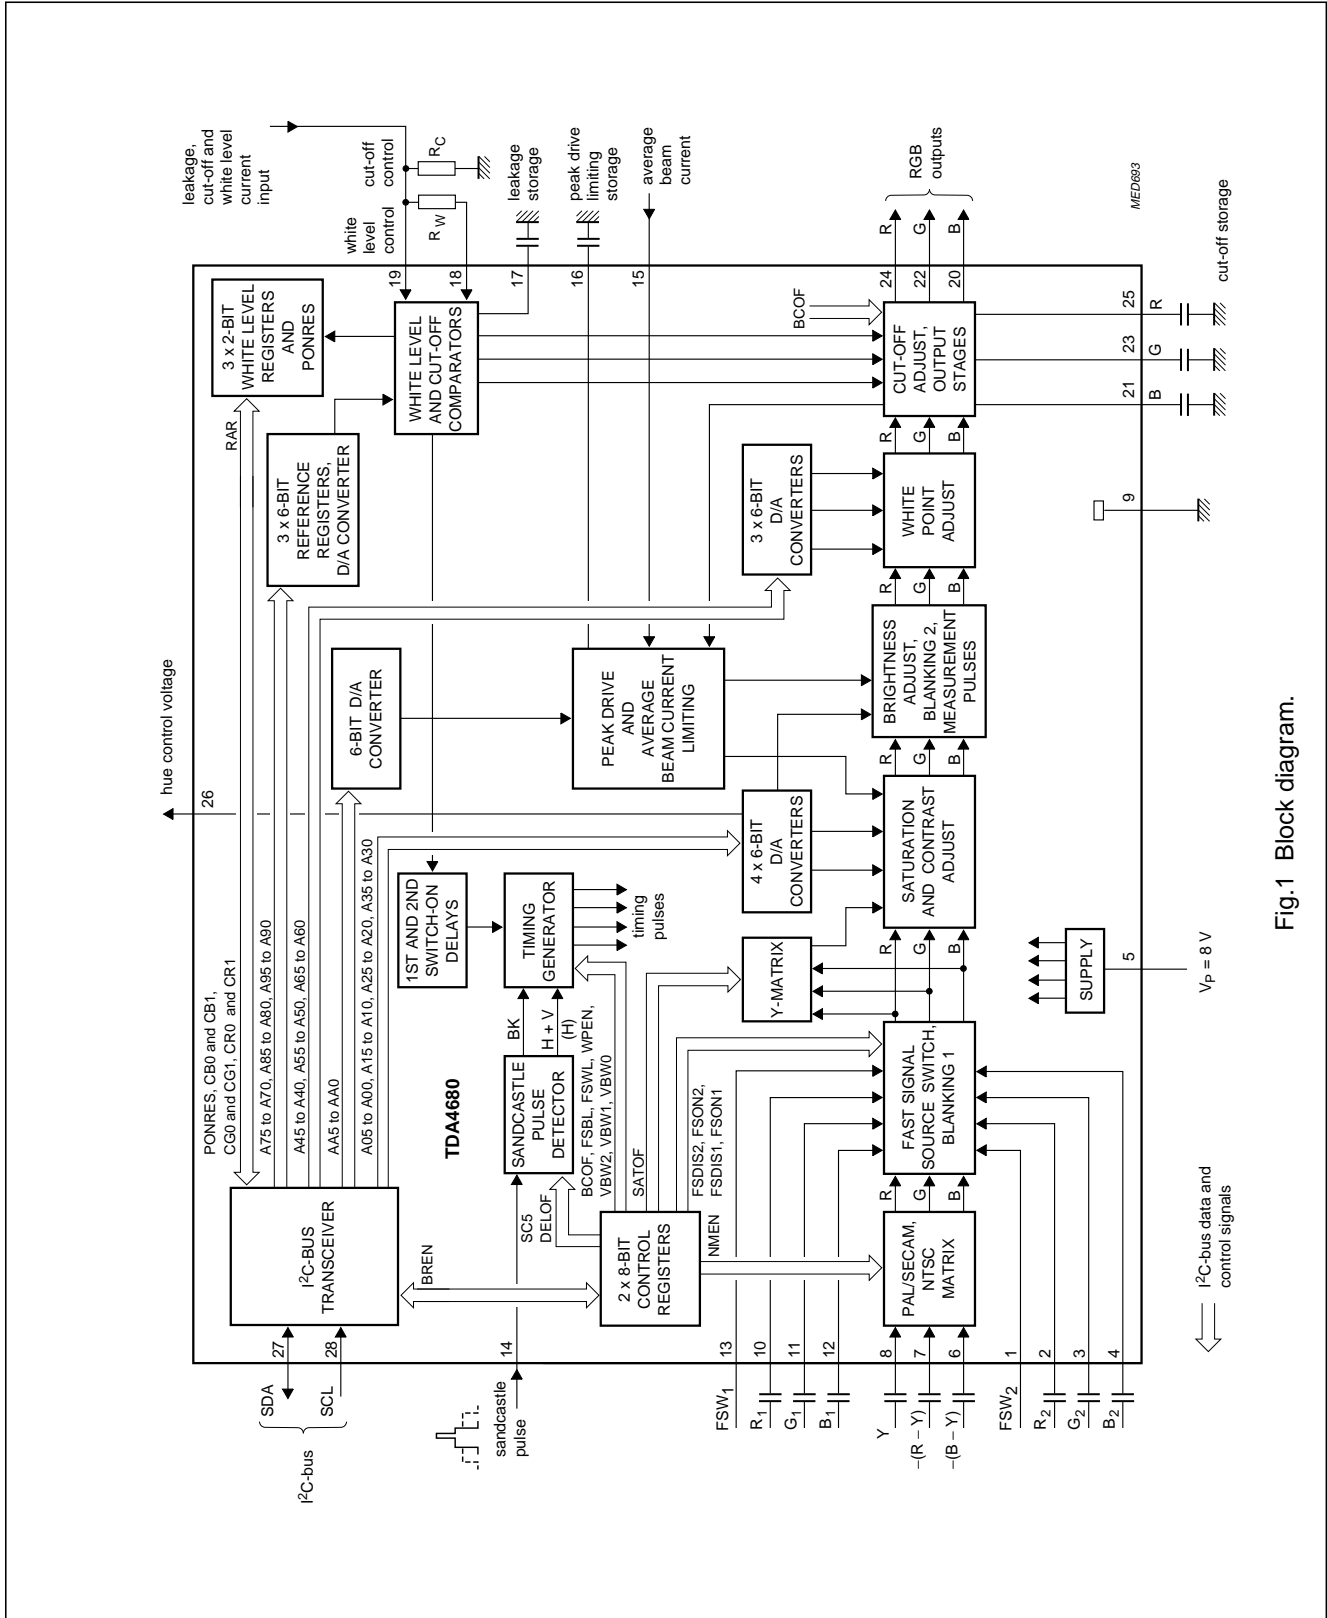 I²C-bus
SDA
SCL
27
28
I²C-BUS
TRANSCEIVER
PONRES, CB0 and CB1,
CG0 and CG1, CR0 and CR1
A75 to A70, A85 to A80, A95 to A90
A45 to A40, A55 to A50, A65 to A60
AA5 to AA0
A05 to A00, A15 to A10, A25 to A20, A35 to A30
RAR
26
hue control voltage
3 x 2-BIT
WHITE LEVEL
REGISTERS
AND
PONRES
3 x 6-BIT
REFERENCE
REGISTERS,
D/A CONVERTER
leakage,
cut-off and
white level
current
input
white
level
control
cut-off
control
R W
RC
19
18
WHITE LEVEL
AND CUT-OFF
COMPARATORS
17
leakage
storage
16
peak drive
limiting
storage
15
average
beam
current
6-BIT D/A
CONVERTER
1ST AND 2ND
SWITCH-ON
DELAYS
BREN
TDA4680
sandcastle
pulse
14
SC5
DELOF
SANDCASTLE
PULSE
DETECTOR
BK
H + V
(H)
TIMING
GENERATOR
timing
pulses
BCOF, FSBL, FSWL, WPEN,
VBW2, VBW1, VBW0
SATOF
FSDIS2, FSON2,
FSDIS1, FSON1
NMEN
2 x 8-BIT
CONTROL
REGISTERS
PEAK DRIVE
AND
AVERAGE
BEAM CURRENT
LIMITING
Y-MATRIX
4 x 6-BIT
D/A
CONVERTERS
3 x 6-BIT
D/A
CONVERTERS
BCOF
FSW1
13
R1
10
G1
11
B1
12
Y
8
−(R − Y)
7
−(B − Y)
6
PAL/SECAM,
NTSC
MATRIX
R
G
B
FAST SIGNAL
SOURCE SWITCH,
BLANKING 1
R
G
B
SATURATION
AND CONTRAST
ADJUST
R
G
B
BRIGHTNESS
ADJUST,
BLANKING 2,
MEASUREMENT
PULSES
R
G
B
WHITE
POINT
ADJUST
R
G
B
CUT-OFF
ADJUST,
OUTPUT
STAGES
24
R
22
G
20
B
RGB
outputs
FSW2
1
R2
2
G2
3
B2
4
SUPPLY
5
VP = 8 V
9
21
B
23
G
25
R
cut-off storage
MED693
I²C-bus data and
control signals
Fig.1 Block diagram.